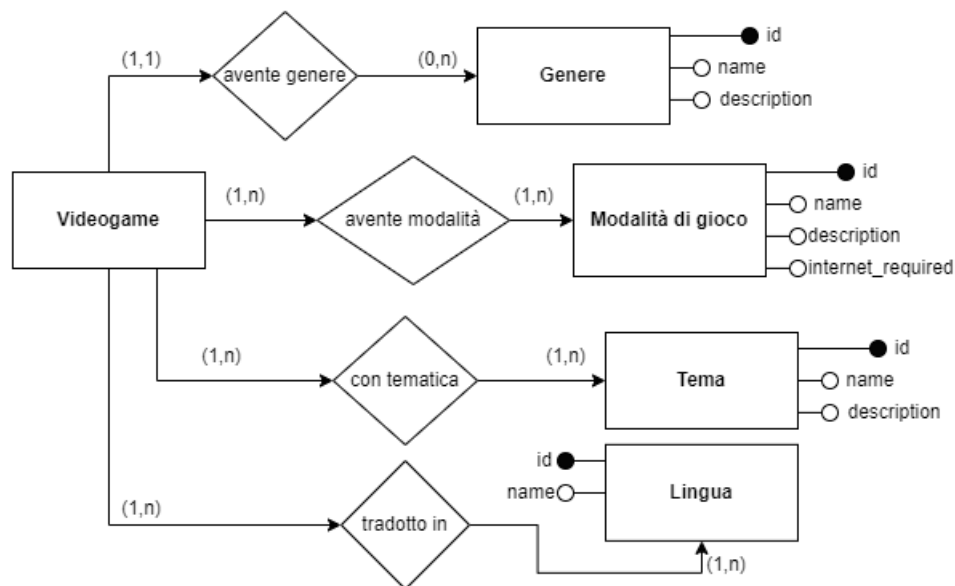 (1,1)
avente genere
(0,n)
Genere
id
name
description
Videogame
(1,n)
avente modalità
(1,n)
Modalità di gioco
id
name
description
internet_required
(1,n)
con tematica
(1,n)
Tema
id
name
description
(1,n)
tradotto in
(1,n)
id
name
Lingua